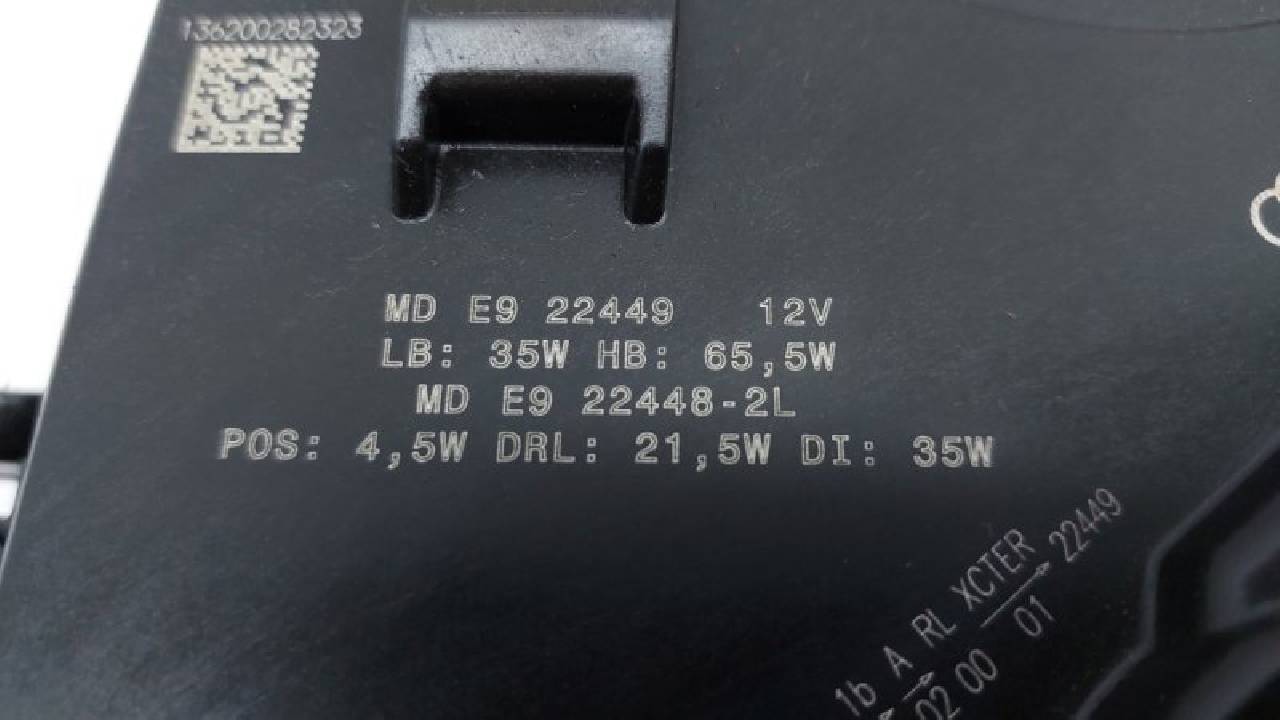 136200282323
MD E9 22449 12V
LB: 35W HB: 65,5W
MD E9 22448-2L
POS: 4,5W DRL: 21,5W DI: 35W
1b A RL XCTER 22449
02 00 01